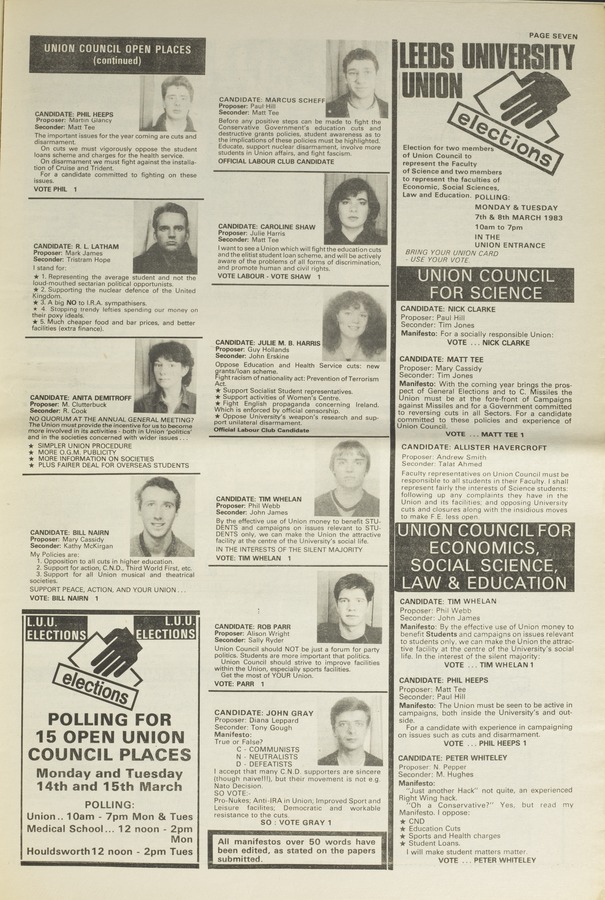 PAGE SEVEN
UNION COUNCIL OPEN PLACES
(continued)
CANDIDATE: PHIL HEEPS
Proposer: Martin Glancy
Seconder: Matt Tee
The important issues for the year coming are cuts and
disarmament.
On cuts we must vigorously oppose the student
loans scheme and charges for the health service.
On disarmament we must fight against the installa-
tion of Cruise and Trident.
For a candidate committed to fighting on these
issues.
VOTE PHIL 1
CANDIDATE: R. L. LATHAM
Proposer: Mark James
Seconder: Tristram Hope
I stand for:
★ 1. Representing the average student and not the
loud-mouthed sectarian political opportunists.
★ 2. Supporting the nuclear defence of the United
Kingdom.
★ 3. A big NO to I.R.A. sympathisers.
★ 4. Stopping trendy lefties spending our money on
their poxy ideals.
★ 5. Much cheaper food and bar prices, and better
facilities (extra finance).
CANDIDATE: ANITA DEMITROFF
Proposer: M. Clutterbuck
Seconder: R. Cook
NO QUORUM AT THE ANNUAL GENERAL MEETING?
The Union must provide the incentive for us to become
more involved in its activities - both in Union 'politics'
and in the societies concerned with wider issues ...
★ SIMPLER UNION PROCEDURE
★ MORE O.G.M. PUBLICITY
★ MORE INFORMATION ON SOCIETIES
★ PLUS FAIRER DEAL FOR OVERSEAS STUDENTS
CANDIDATE: BILL NAIRN
Proposer: Mary Cassidy
Seconder: Kathy McKirgan
My Policies are:
1. Opposition to all cuts in higher education.
2. Support for action, C.N.D., Third World First, etc.
3. Support for all Union musical and theatrical
societies.
SUPPORT PEACE, ACTION, AND YOUR UNION...
VOTE: BILL NAIRN 1
L.U.U. ELECTIONS
L.U.U. ELECTIONS
elections
POLLING FOR
15 OPEN UNION
COUNCIL PLACES
Monday and Tuesday
14th and 15th March
POLLING:
Union.. 10am - 7pm Mon & Tues
Medical School... 12 noon - 2pm
Mon
Houldsworth 12 noon - 2pm Tues
CANDIDATE: MARCUS SCHEFF
Proposer: Paul Hill
Seconder: Matt Tee
Before any positive steps can be made to fight the
Conservative Government's education cuts and
destructive grants policies, student awareness as to
the implications of these policies must be highlighted.
Educate, support nuclear disarmament, involve more
students in Union affairs, and fight fascism.
OFFICIAL LABOUR CLUB CANDIDATE
CANDIDATE: CAROLINE SHAW
Proposer: Julie Harris
Seconder: Matt Tee
I want to see a Union which will fight the education cuts
and the elitist student loan scheme, and will be actively
aware of the problems of all forms of discrimination,
and promote human and civil rights.
VOTE LABOUR - VOTE SHAW 1
CANDIDATE: JULIE M. B. HARRIS
Proposer: Guy Hollands
Seconder: John Erskine
Oppose Education and Health Service cuts: new
grants/loan scheme.
Fight racism of nationality act: Prevention of Terrorism
Act.
★ Support Socialist Student representatives.
★ Support activities of Women's Centre.
★ Fight English propaganda concerning Ireland.
Which is enforced by official censorship.
★ Oppose University's weapon's research and sup-
port unilateral disarmament.
Official Labour Club Candidate
CANDIDATE: TIM WHELAN
Proposer: Phil Webb
Seconder: John James
By the effective use of Union money to benefit STU-
DENTS and campaigns on issues relevant to STU-
DENTS only, we can make the Union the attractive
facility at the centre of the University's social life.
IN THE INTERESTS OF THE SILENT MAJORITY
VOTE: TIM WHELAN 1
CANDIDATE: ROB PARR
Proposer: Alison Wright
Seconder: Sally Ryder
Union Council should NOT be just a forum for party
politics. Students are more important that politics.
Union Council should strive to improve facilities
within the Union, especially sports facilities.
Get the most of YOUR Union.
VOTE: PARR 1
CANDIDATE: JOHN GRAY
Proposer: Diana Leppard
Seconder: Tony Gough
Manifesto:
True or False?
C - COMMUNISTS
N - NEUTRALISTS
D - DEFEATISTS
I accept that many C.N.D. supporters are sincere
(though naive!!!), but their movement is not e.g.
Nato Decision.
SO VOTE:-
Pro-Nukes; Anti-IRA in Union; Improved Sport and
Leisure facilites; Democratic and workable
resistance to the cuts.
SO : VOTE GRAY 1
All manifestos over 50 words have
been edited, as stated on the papers
submitted.
LEEDS UNIVERSITY
UNION
elections
Election for two members
of Union Council to
represent the Faculty
of Science and two members
to represent the faculties of
Economic, Social Sciences,
Law and Education.
POLLING:
MONDAY & TUESDAY
7th & 8th MARCH 1983
10am to 7pm
IN THE
UNION ENTRANCE
BRING YOUR UNION CARD
- USE YOUR VOTE.
UNION COUNCIL
FOR SCIENCE
CANDIDATE: NICK CLARKE
Proposer: Paul Hill
Seconder: Tim Jones
Manifesto: For a socially responsible Union:
VOTE ... NICK CLARKE
CANDIDATE: MATT TEE
Proposer: Mary Cassidy
Seconder: Tim Jones
Manifesto: With the coming year brings the pros-
pect of General Elections and to C. Missiles the
Union must be at the fore-front of Campaigns
against Missiles and for a Government committed
to reversing cuts in all Sectors. For a candidate
committed to these policies and experience of
Union Council.
VOTE ... MATT TEE 1
CANDIDATE: ALLISTER HAVERCROFT
Proposer: Andrew Smith
Seconder: Talat Ahmed
Faculty representatives on Union Council must be
responsible to all students in their Faculty. I shall
represent fairly the interests of Science students:
following up any complaints they have in the
Union and its facilities; and opposing University
cuts and closures along with the insidious moves
to make F.E. less open.
UNION COUNCIL FOR
ECONOMICS,
SOCIAL SCIENCE,
LAW & EDUCATION
CANDIDATE: TIM WHELAN
Proposer: Phil Webb
Seconder: John James
Manifesto: By the effective use of Union money to
benefit Students and campaigns on issues relevant
to students only, we can make the Union the attrac-
tive facility at the centre of the University's social
life. In the interest of the silent majority:
VOTE ... TIM WHELAN 1
CANDIDATE: PHIL HEEPS
Proposer: Matt Tee
Seconder: Paul Hill
Manifesto: The Union must be seen to be active in
campaigns, both inside the University's and out-
side.
For a candidate with experience in campaigning
on issues such as cuts and disarmament.
VOTE ... PHIL HEEPS 1
CANDIDATE: PETER WHITELEY
Proposer: N. Pepper
Seconder: M. Hughes
Manifesto:
"Just another Hack" not quite, an experienced
Right Wing hack.
"Oh a Conservative?" Yes, but read my
Manifesto. I oppose:
★ CND
★ Education Cuts
★ Sports and Health charges
★ Student Loans.
I will make student matters matter.
VOTE ... PETER WHITELEY